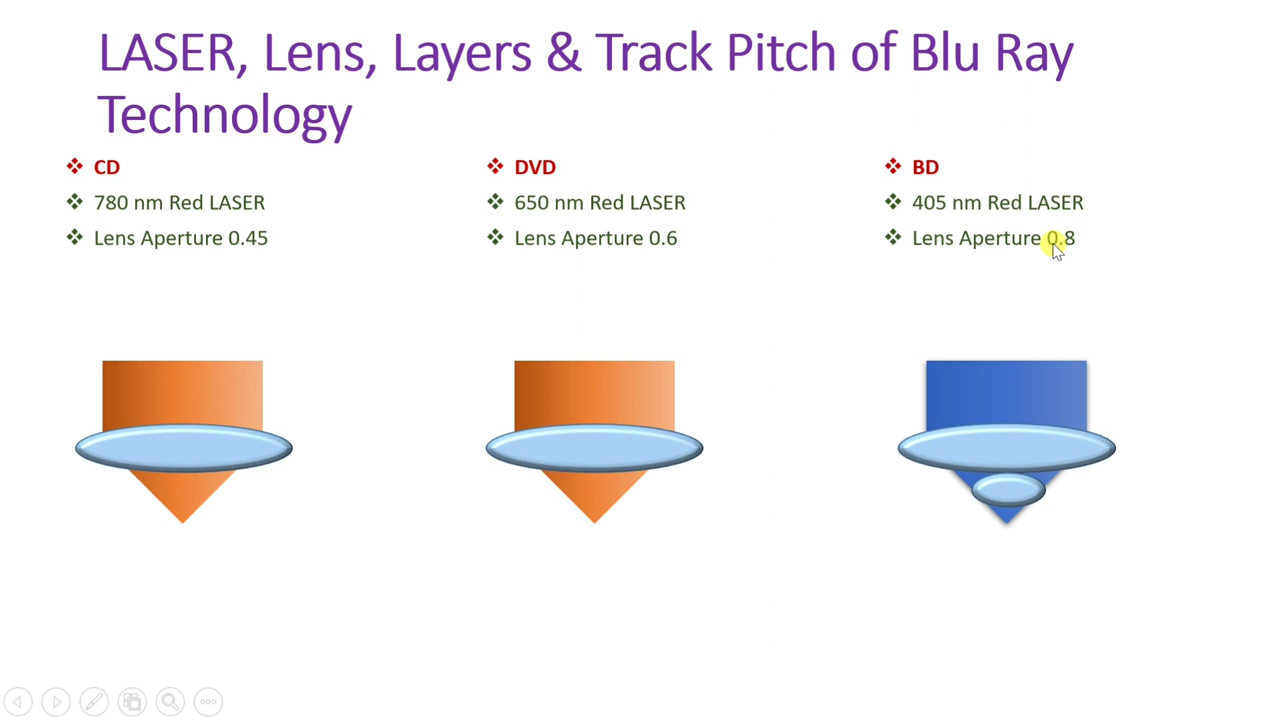 LASER, Lens, Layers & Track Pitch of Blu Ray
Technology
CD
780 nm Red LASER
Lens Aperture 0.45
DVD
650 nm Red LASER
Lens Aperture 0.6
BD
405 nm Red LASER
Lens Aperture 0.8